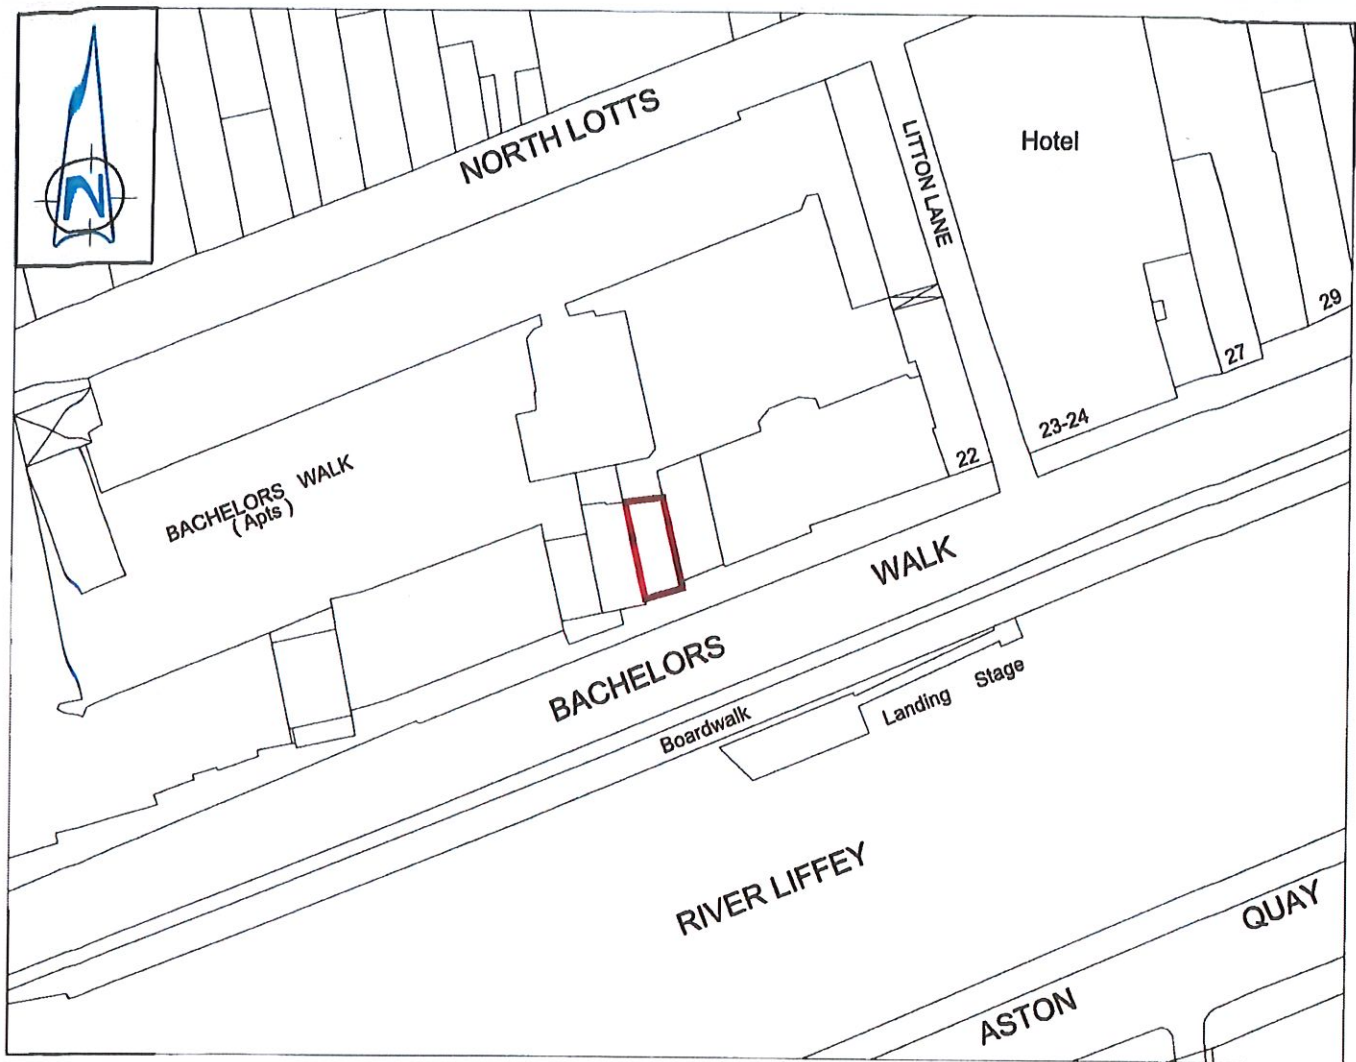 N
NORTH LOTTS
LITTON LANE
Hotel
29
27
23-24
22
BACHELORS WALK
( Apts )
BACHELORS WALK
Boardwalk
Landing Stage
RIVER LIFFEY
ASTON QUAY